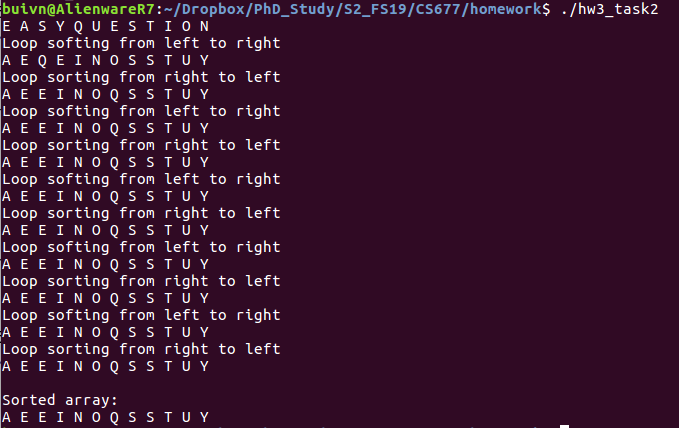 buivn@AlienwareR7:~/Dropbox/PhD_Study/S2_FS19/CS677/homework$ ./hw3_task2
E A S Y Q U E S T I O N
Loop softing from left to right
A E Q E I N O S S T U Y
Loop sorting from right to left
A E E I N O Q S S T U Y
Loop softing from left to right
A E E I N O Q S S T U Y
Loop sorting from right to left
A E E I N O Q S S T U Y
Loop softing from left to right
A E E I N O Q S S T U Y
Loop sorting from right to left
A E E I N O Q S S T U Y
Loop softing from left to right
A E E I N O Q S S T U Y
Loop sorting from right to left
A E E I N O Q S S T U Y
Loop softing from left to right
A E E I N O Q S S T U Y
Loop sorting from right to left
A E E I N O Q S S T U Y
Sorted array:
A E E I N O Q S S T U Y